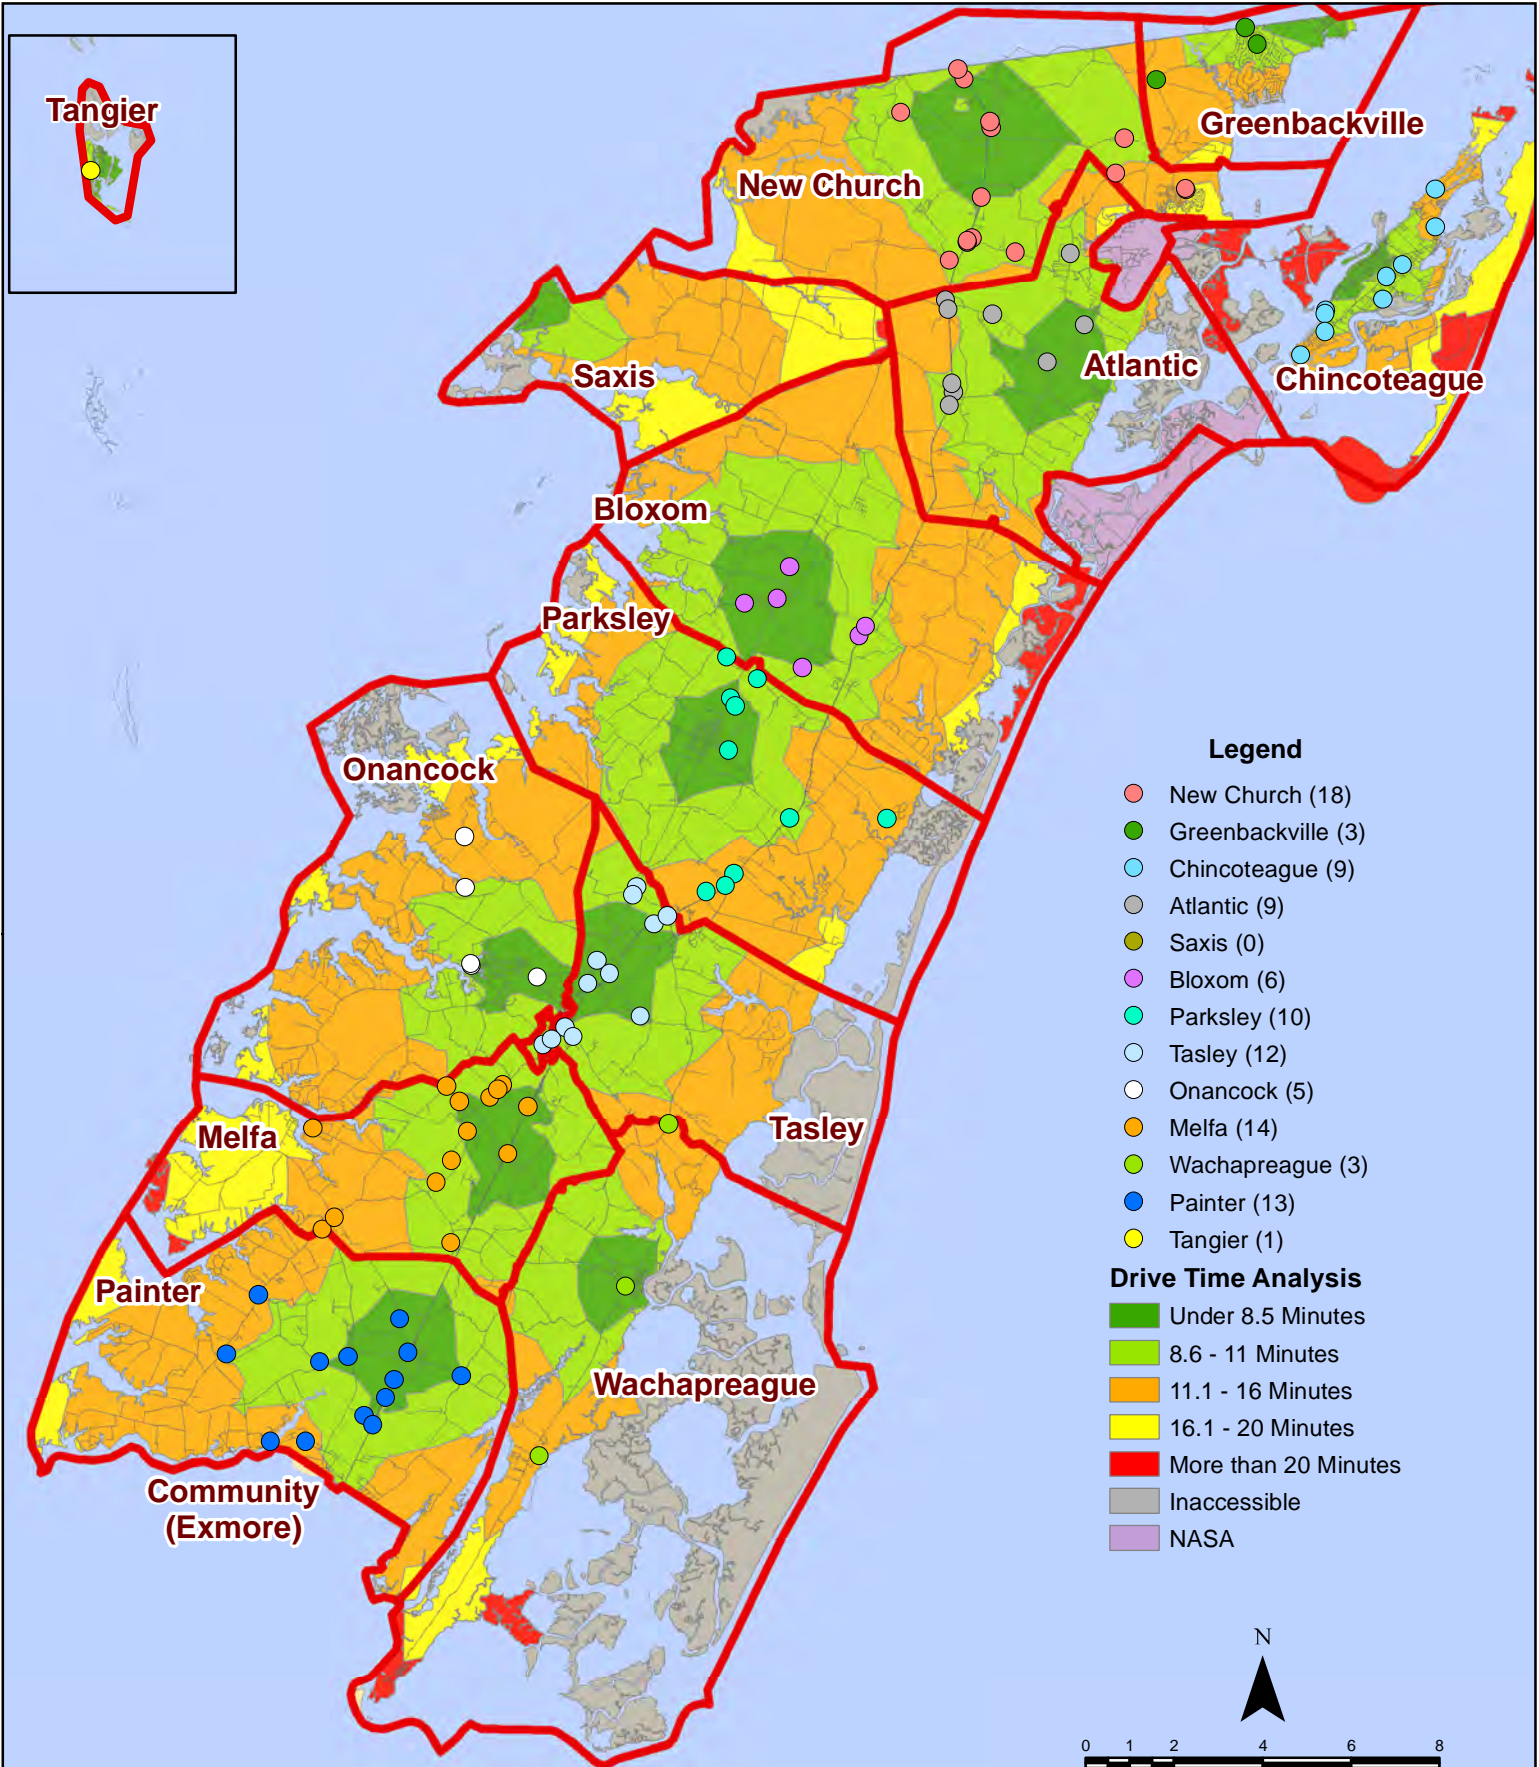 Tangier
Greenbackville
New Church
Atlantic
Chincoteague
Saxis
Bloxom
Parksley
Onancock
Tasley
Melfa
Painter
Wachapreague
Community
(Exmore)
Legend
New Church (18)
Greenbackville (3)
Chincoteague (9)
Atlantic (9)
Saxis (0)
Bloxom (6)
Parksley (10)
Tasley (12)
Onancock (5)
Melfa (14)
Wachapreague (3)
Painter (13)
Tangier (1)
Drive Time Analysis
Under 8.5 Minutes
8.6 - 11 Minutes
11.1 - 16 Minutes
16.1 - 20 Minutes
More than 20 Minutes
Inaccessible
NASA
N
0 1 2 4 6 8